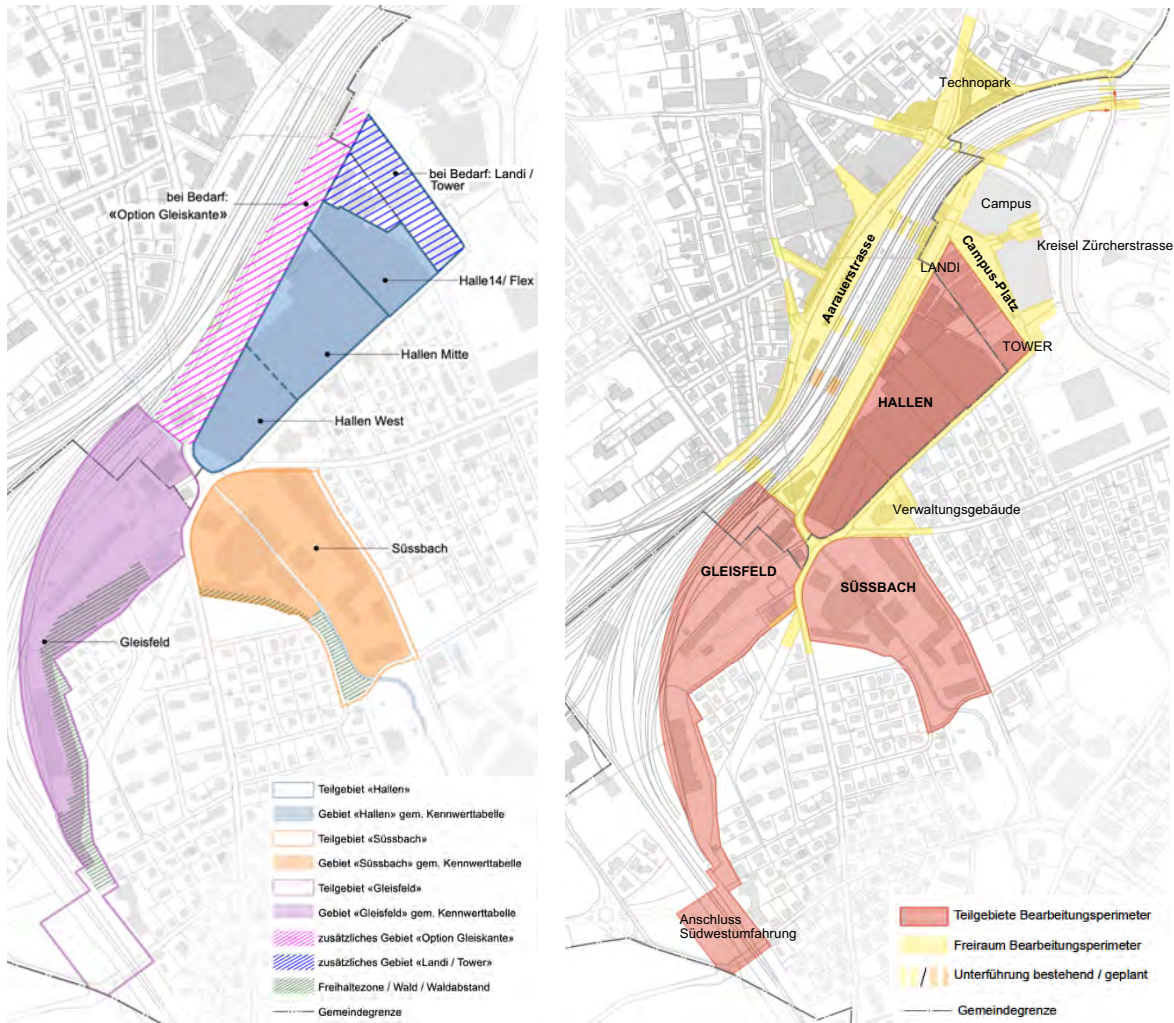 bei Bedarf: Landi /
Tower
bei Bedarf:
«Option Gleiskante»
Halle14/ Flex
Hallen Mitte
Hallen West
Süssbach
Gleisfeld
Teilgebiet «Hallen»
Gebiet «Hallen» gem. Kennwerttabelle
Teilgebiet «Süssbach»
Gebiet «Süssbach» gem. Kennwerttabelle
Teilgebiet «Gleisfeld»
Gebiet «Gleisfeld» gem. Kennwerttabelle
zusätzliches Gebiet «Option Gleiskante»
zusätzliches Gebiet «Landi / Tower»
Freihaltezone / Wald / Waldabstand
Gemeindegrenze
Technopark
Campus
Kreisel Zürcherstrasse
Campus-Platz
Aarauerstrasse
LANDI
TOWER
HALLEN
Verwaltungsgebäude
GLEISFELD
SÜSSBACH
Anschluss
Südwestumfahrung
Teilgebiete Bearbeitungsperimeter
Freiraum Bearbeitungsperimeter
Unterführung bestehend / geplant
Gemeindegrenze